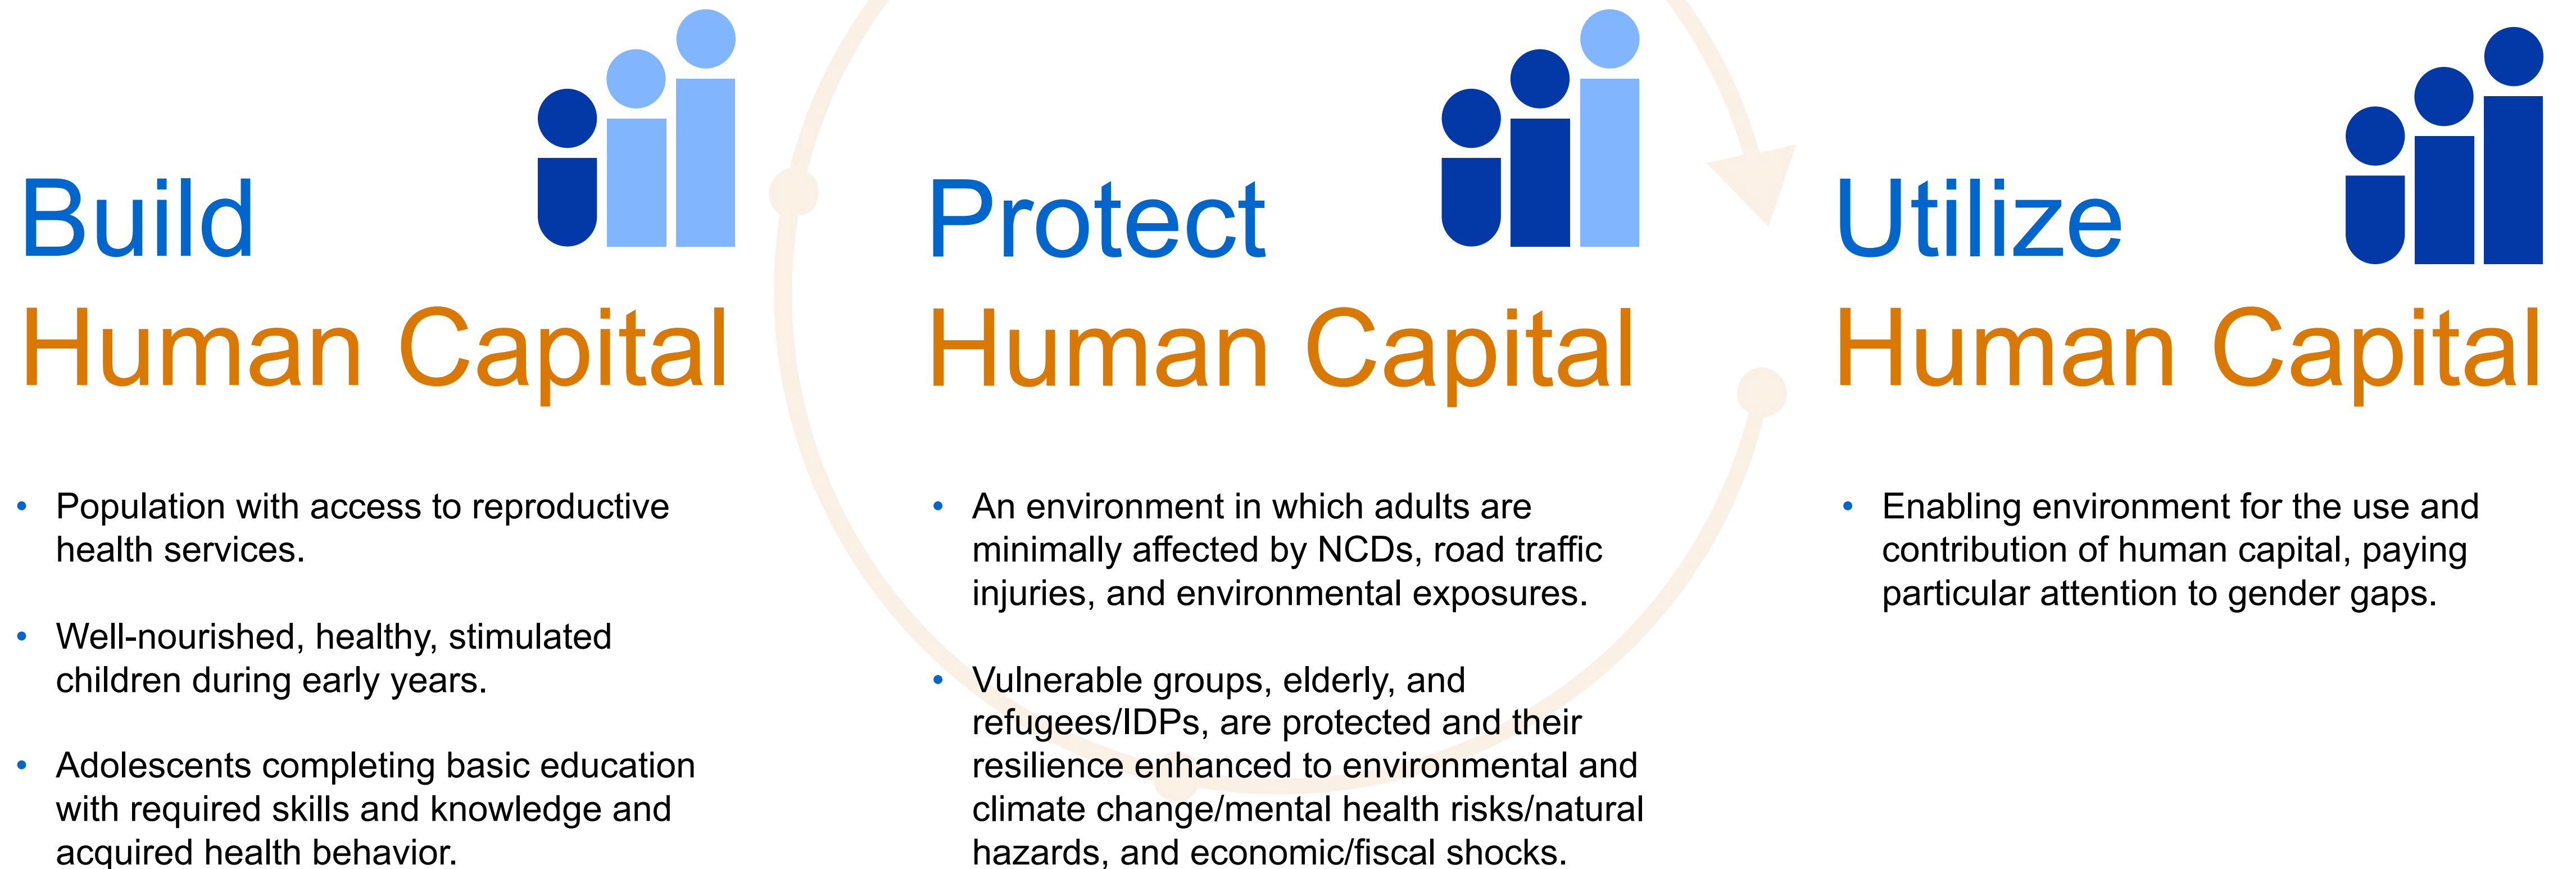 Build
Human Capital
• Population with access to reproductive
health services.
• Well-nourished, healthy, stimulated
children during early years.
• Adolescents completing basic education
with required skills and knowledge and
acquired health behavior.
Protect
Human Capital
• An environment in which adults are
minimally affected by NCDs, road traffic
injuries, and environmental exposures.
• Vulnerable groups, elderly, and
refugees/IDPs, are protected and their
resilience enhanced to environmental and
climate change/mental health risks/natural
hazards, and economic/fiscal shocks.
Utilize
Human Capital
• Enabling environment for the use and
contribution of human capital, paying
particular attention to gender gaps.